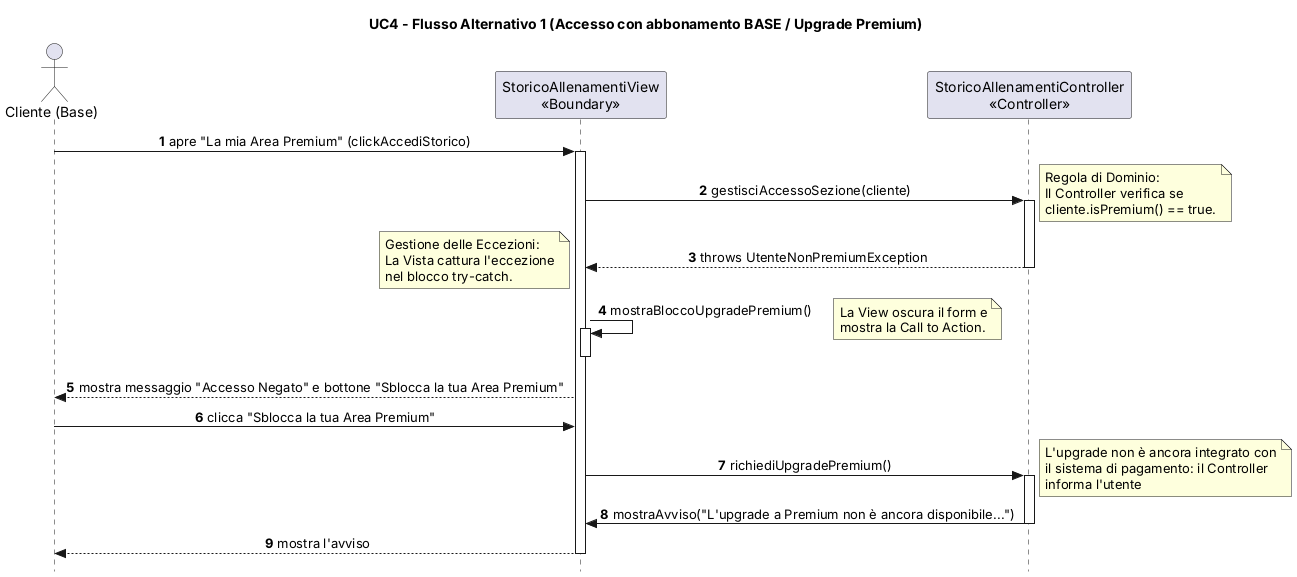 UC4 - Flusso Alternativo 1 (Accesso con abbonamento BASE / Upgrade Premium)
Cliente (Base)
StoricoAllenamentiView
«Boundary»
StoricoAllenamentiController
«Controller»
1 apre "La mia Area Premium" (clickAccediStorico)
2 gestisciAccessoSezione(cliente)
Regola di Dominio:
Il Controller verifica se
cliente.isPremium() == true.
Gestione delle Eccezioni:
La Vista cattura l'eccezione
nel blocco try-catch.
3 throws UtenteNonPremiumException
4 mostraBloccoUpgradePremium()
La View oscura il form e
mostra la Call to Action.
5 mostra messaggio "Accesso Negato" e bottone "Sblocca la tua Area Premium"
6 clicca "Sblocca la tua Area Premium"
7 richiediUpgradePremium()
L'upgrade non è ancora integrato con
il sistema di pagamento: il Controller
informa l'utente
8 mostraAvviso("L'upgrade a Premium non è ancora disponibile...")
9 mostra l'avviso